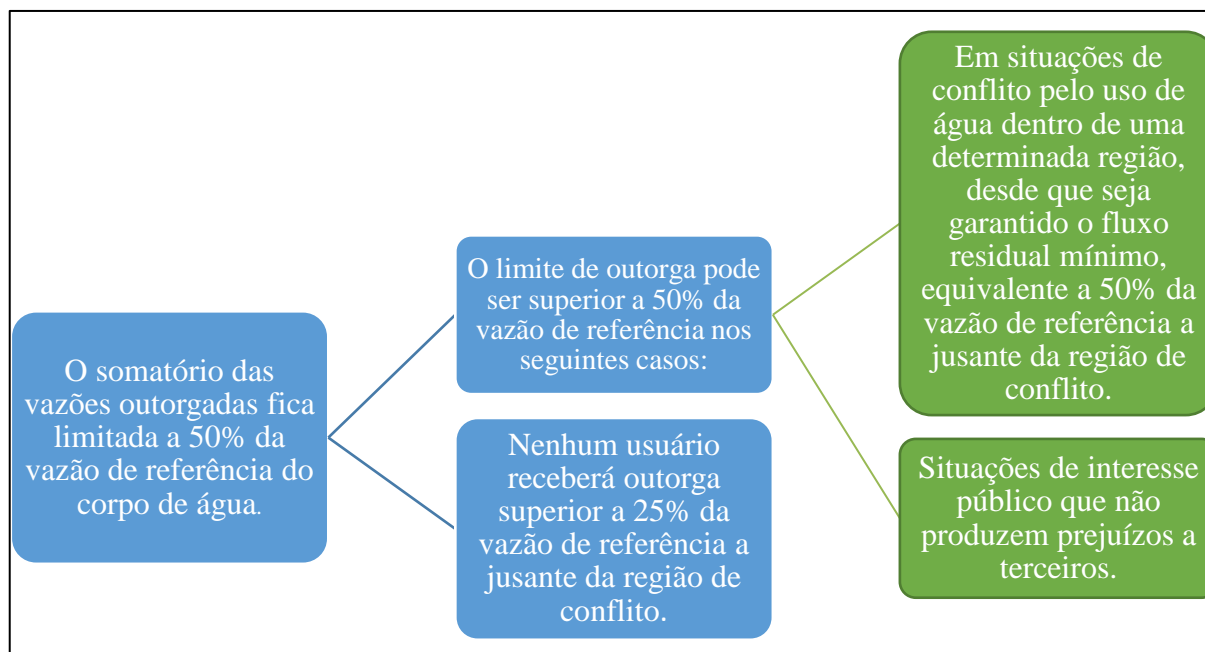 O somatório das
vazões outorgadas fica
limitada a 50% da
vazão de referência do
corpo de água.
O limite de outorga pode
ser superior a 50% da
vazão de referência nos
seguintes casos:
Em situações de
conflito pelo uso de
água dentro de uma
determinada região,
desde que seja
garantido o fluxo
residual mínimo,
equivalente a 50% da
vazão de referência a
jusante da região de
conflito.
Situações de interesse
público que não
produzem prejuízos a
terceiros.
Nenhum usuário
receberá outorga
superior a 25% da
vazão de referência a
jusante da região de
conflito.